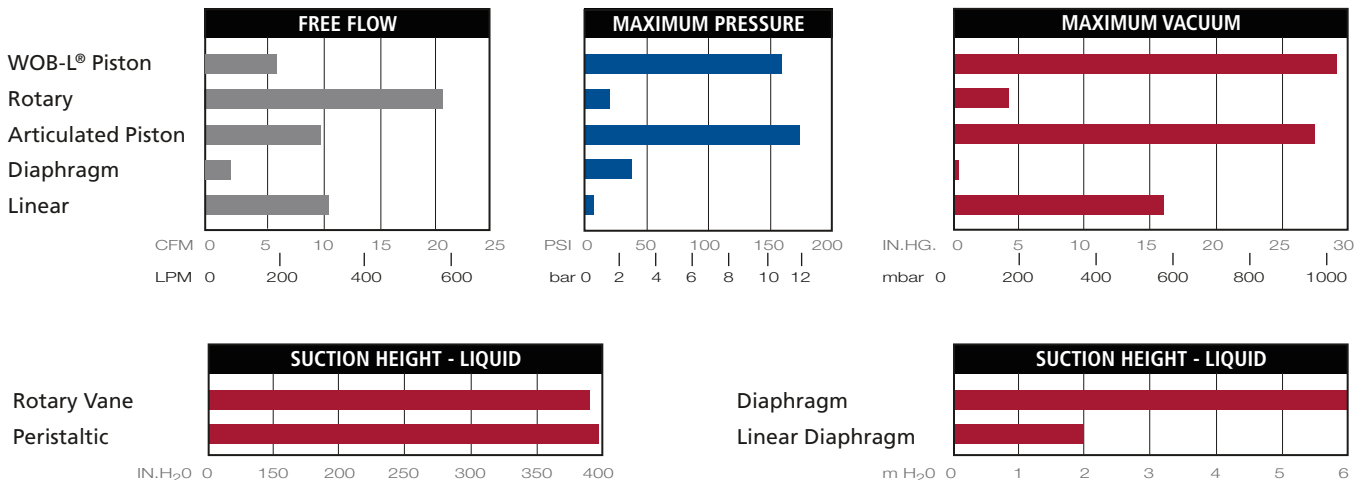 FREE FLOW
WOB-L® Piston
Rotary
Articulated Piston
Diaphragm
Linear
CFM 0 5 10 15 20 25
LPM 0 200 400 600
MAXIMUM PRESSURE
PSI 0 50 100 150 200
bar 0 2 4 6 8 10 12
MAXIMUM VACUUM
IN.HG. 0 5 10 15 20 25 30
mbar 0 200 400 600 800 1000
SUCTION HEIGHT - LIQUID
Rotary Vane
Peristaltic
IN.H₂0 0 150 200 250 300 350 400
SUCTION HEIGHT - LIQUID
Diaphragm
Linear Diaphragm
m H₂0 0 1 2 3 4 5 6